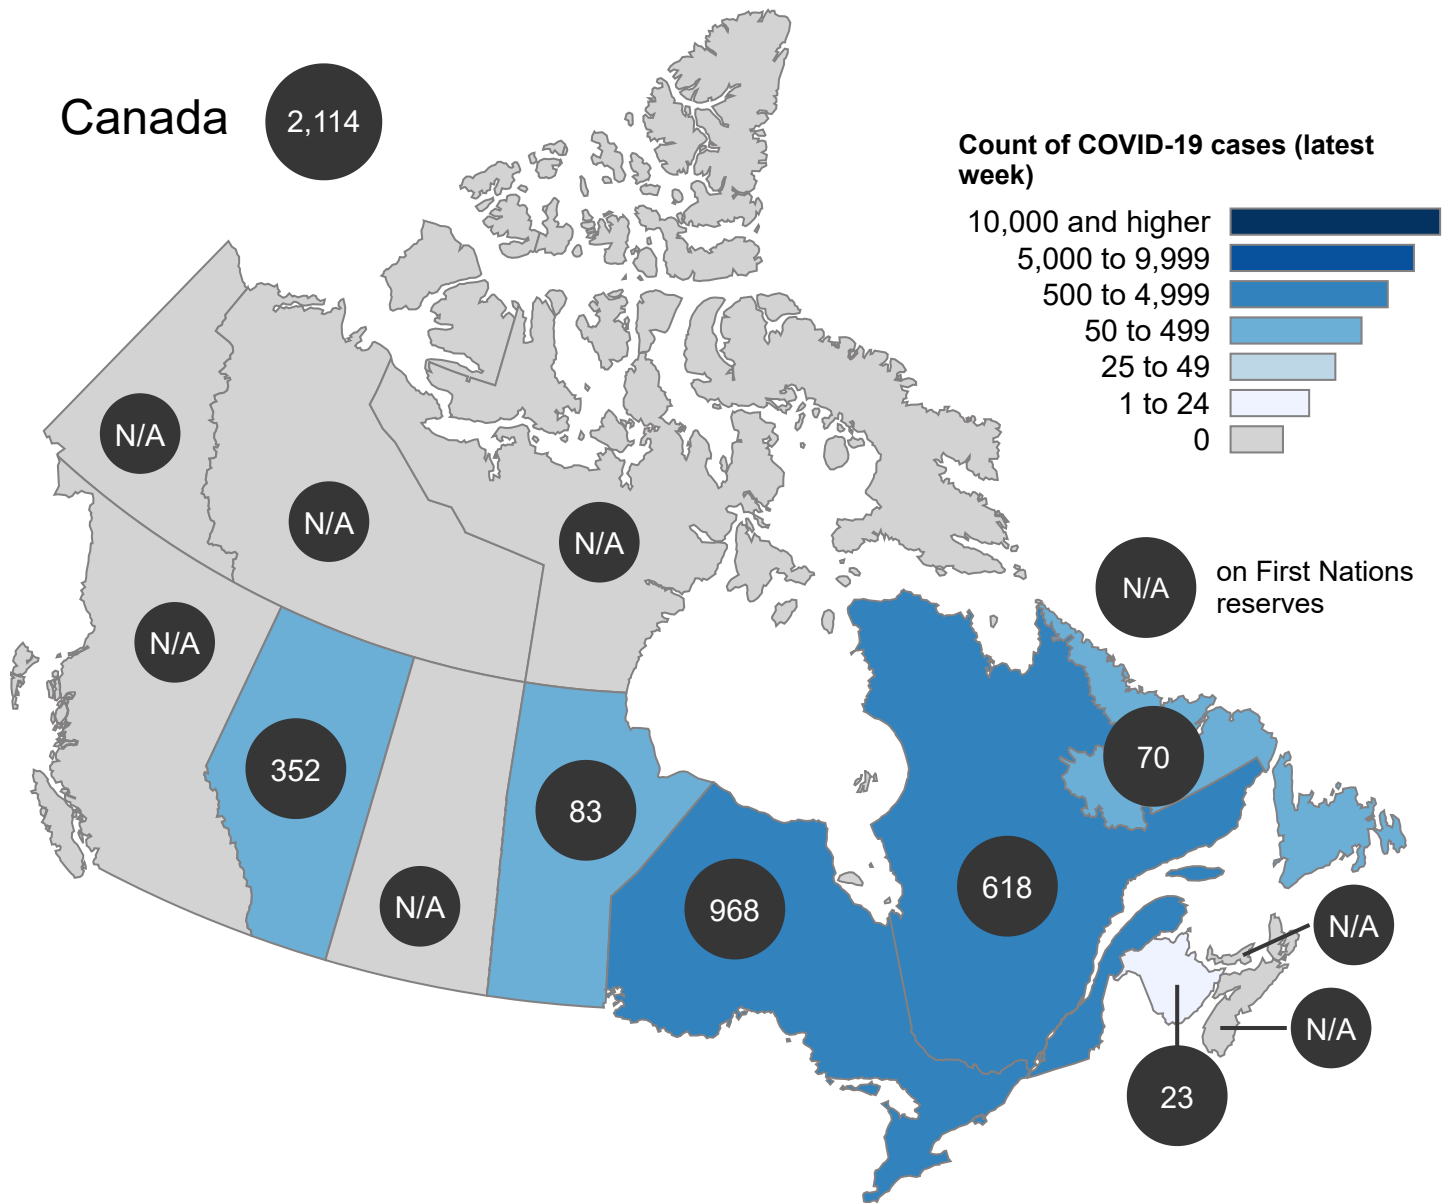 Canada
2,114
Count of COVID-19 cases (latest
week)
10,000 and higher
5,000 to 9,999
500 to 4,999
50 to 499
25 to 49
1 to 24
0
N/A
N/A
N/A
N/A
on First Nations
reserves
N/A
352
83
N/A
968
618
70
N/A
N/A
23